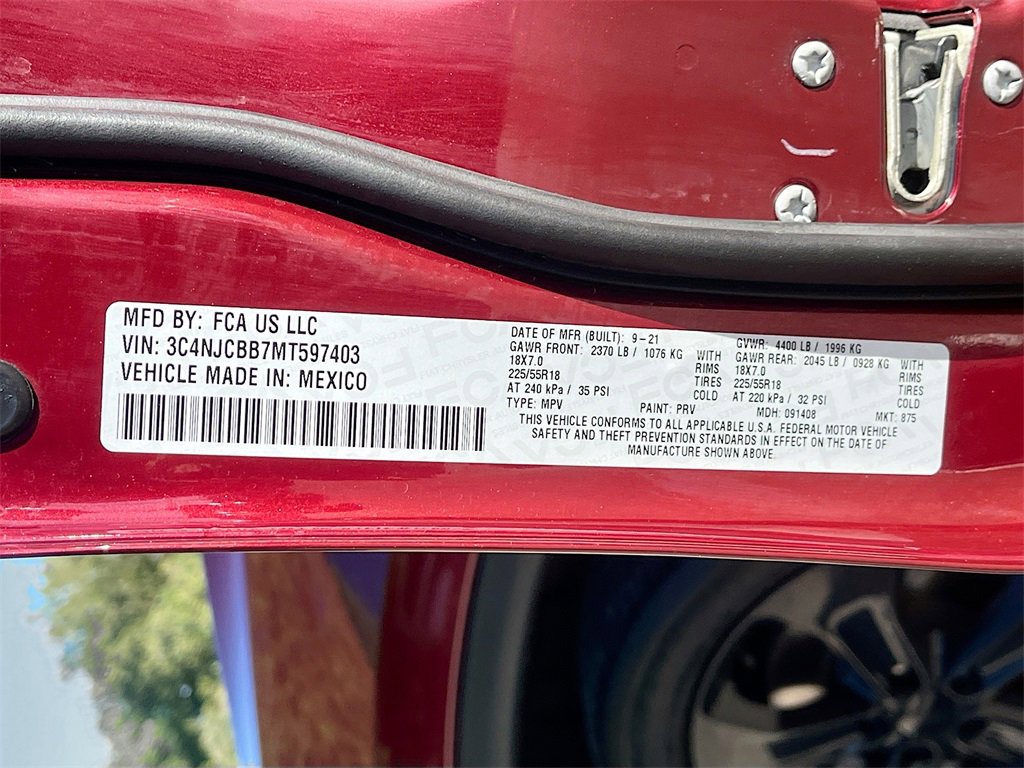 MFD BY: FCA US LLC
VIN: 3C4NJCBB7MT597403
VEHICLE MADE IN: MEXICO
DATE OF MFR (BUILT): 9-21
GAWR FRONT: 2370 LB / 1076 KG WITH
18X7.0 RIMS
225/55R18 TIRES
AT 240 kPa / 35 PSI COLD
GVWR: 4400 LB / 1996 KG
GAWR REAR: 2045 LB / 0928 KG WITH
18X7.0 RIMS
225/55R18 TIRES
AT 220 kPa / 32 PSI COLD
TYPE: MPV PAINT: PRV MDH: 091408 MKT: 875
THIS VEHICLE CONFORMS TO ALL APPLICABLE U.S.A. FEDERAL MOTOR VEHICLE
SAFETY AND THEFT PREVENTION STANDARDS IN EFFECT ON THE DATE OF
MANUFACTURE SHOWN ABOVE